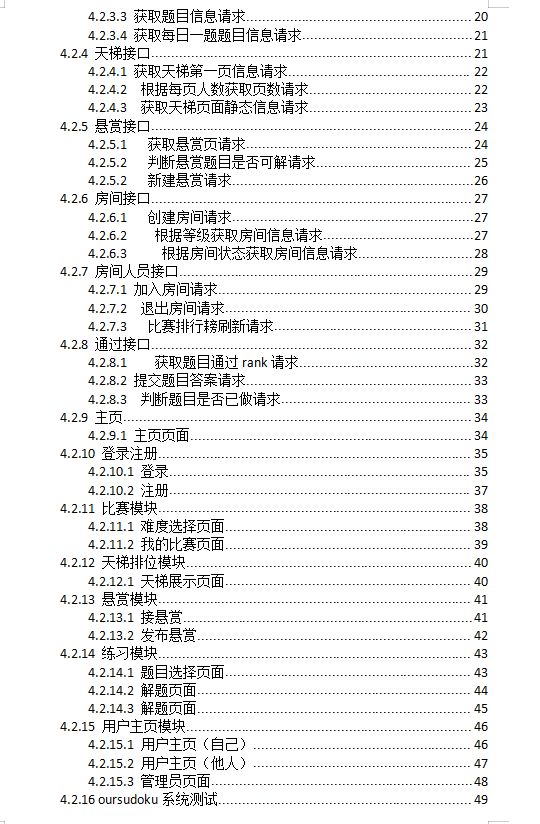 4.2.3.3 获取题目信息请求 20
4.2.3.4 获取每日一题题目信息请求 21
4.2.4 天梯接口 21
4.2.4.1 获取天梯第一页信息请求 22
4.2.4.2 根据每页人数获取页数请求 22
4.2.4.3 获取天梯页面静态信息请求 23
4.2.5 悬赏接口 24
4.2.5.1 获取悬赏页请求 24
4.2.5.2 判断悬赏题目是否可解请求 25
4.2.5.2 新建悬赏请求 26
4.2.6 房间接口 27
4.2.6.1 创建房间请求 27
4.2.6.2 根据等级获取房间信息请求 27
4.2.6.3 根据房间状态获取房间信息请求 28
4.2.7 房间人员接口 29
4.2.7.1 加入房间请求 29
4.2.7.2 退出房间请求 30
4.2.7.3 比赛排行榜刷新请求 31
4.2.8 通过接口 32
4.2.8.1 获取题目通过 rank 请求 32
4.2.8.2 提交题目答案请求 33
4.2.8.3 判断题目是否已做请求 33
4.2.9 主页 34
4.2.9.1 主页页面 34
4.2.10 登录注册 35
4.2.10.1 登录 35
4.2.10.2 注册 37
4.2.11 比赛模块 38
4.2.11.1 难度选择页面 38
4.2.11.2 我的比赛页面 39
4.2.12 天梯排位模块 40
4.2.12.1 天梯展示页面 40
4.2.13 悬赏模块 41
4.2.13.1 接悬赏 41
4.2.13.2 发布悬赏 42
4.2.14 练习模块 43
4.2.14.1 题目选择页面 43
4.2.14.2 解题页面 44
4.2.14.3 解题页面 45
4.2.15 用户主页模块 46
4.2.15.1 用户主页（自己） 46
4.2.15.2 用户主页（他人） 47
4.2.15.3 管理员页面 48
4.2.16 oursudoku 系统测试 49